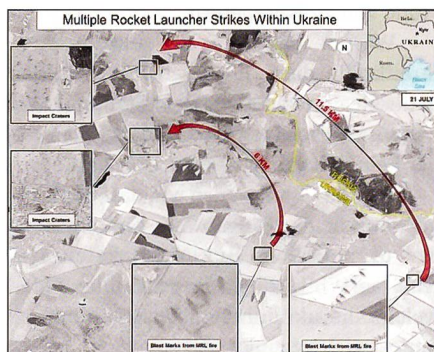 Multiple Rocket Launcher Strikes Within Ukraine
N
Kyiv
UKRAIN
21 JULY
Impact Craters
11.5 KM
6 KM
Impact Craters
Blast Marks from MRL fire
Blast Marks from MRL fire